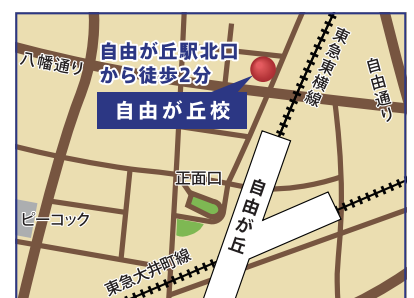 自由が丘駅北口
から徒歩2分
自由が丘校
八幡通り
東急東横線
自由通り
正面口
自由が丘
ピーコック
東急大井町線